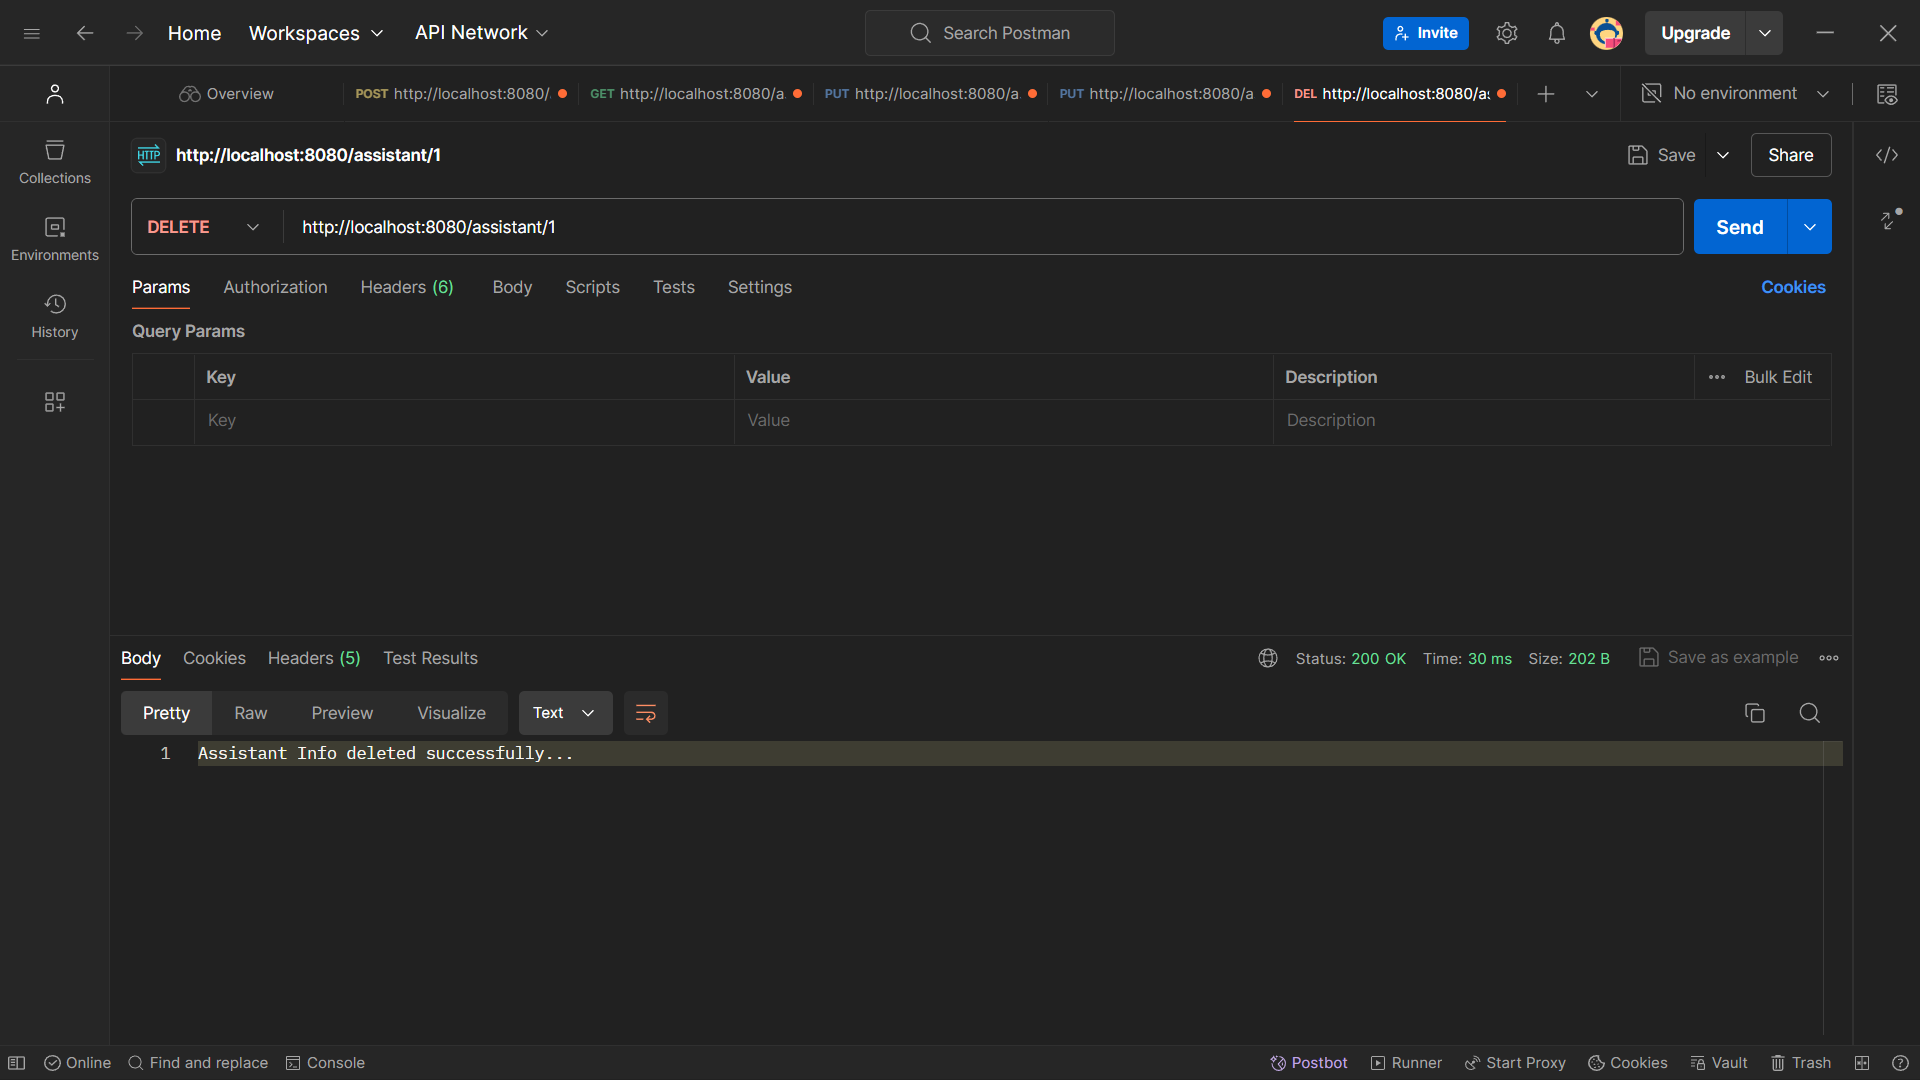 Home Workspaces API Network Search Postman Invite Upgrade
Overview POST http://localhost:8080/ GET http://localhost:8080/a PUT http://localhost:8080/a PUT http://localhost:8080/a DEL http://localhost:8080/as No environment
HTTP http://localhost:8080/assistant/1 Save Share
Collections
DELETE http://localhost:8080/assistant/1 Send
Environments
Params Authorization Headers (6) Body Scripts Tests Settings Cookies
History
Query Params
Key Value Description ••• Bulk Edit
Key Value Description
Body Cookies Headers (5) Test Results Status: 200 OK Time: 30 ms Size: 202 B Save as example
Pretty Raw Preview Visualize Text
1 Assistant Info deleted successfully...
Online Find and replace Console Postbot Runner Start Proxy Cookies Vault Trash